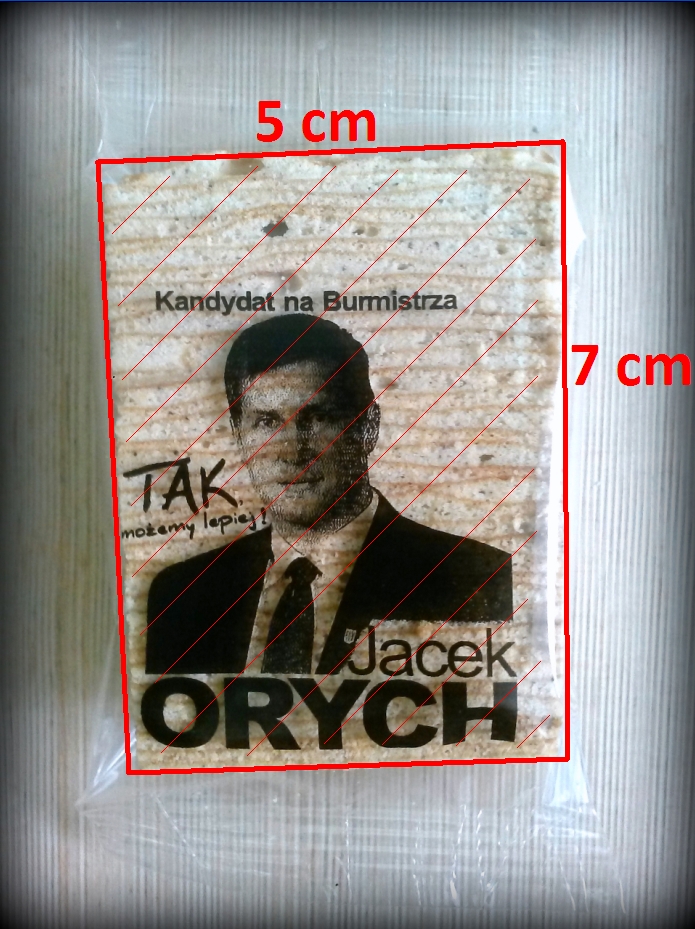 5 cm
Kandydat na Burmistrza
7 cm
TAK,
możemy lepiej!
Jacek
ORYCH